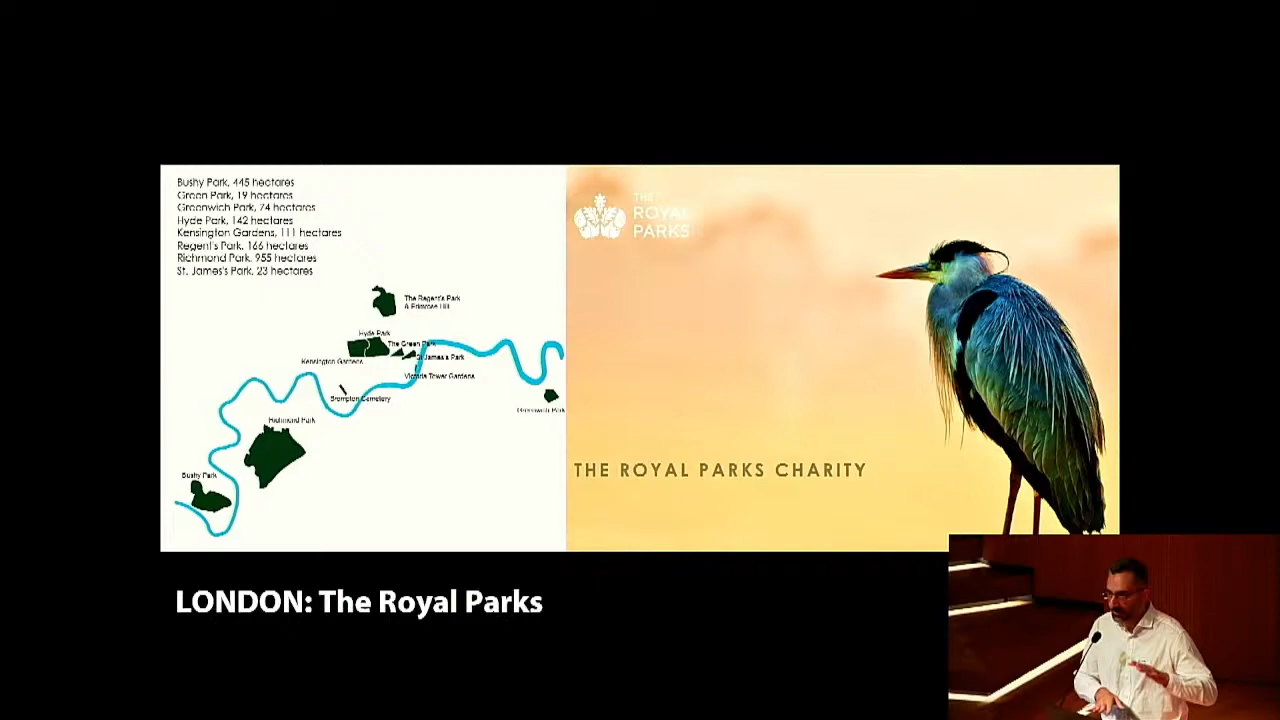 Bushy Park, 445 hectares
Green Park, 19 hectares
Greenwich Park, 74 hectares
Hyde Park, 142 hectares
Kensington Gardens, 111 hectares
Regent's Park, 166 hectares
Richmond Park, 955 hectares
St. James's Park, 23 hectares
The Regent's Park
& Primrose Hill
Hyde Park
The Green Park
St James's Park
Kensington Gardens
Victoria Tower Gardens
Brompton Cemetery
Greenwich Park
Richmond Park
Bushy Park
THE
ROYAL
PARKS
THE ROYAL PARKS CHARITY
LONDON: The Royal Parks